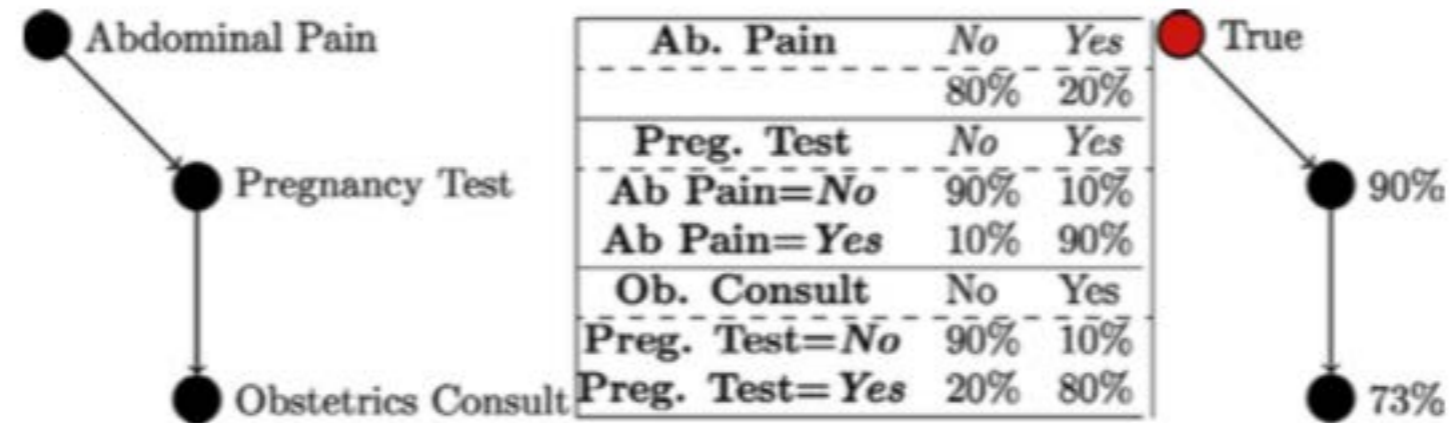 Abdominal Pain
Pregnancy Test
Obstetrics Consult
Ab. Pain No Yes
80% 20%
Preg. Test No Yes
Ab Pain=No 90% 10%
Ab Pain=Yes 10% 90%
Ob. Consult No Yes
Preg. Test=No 90% 10%
Preg. Test=Yes 20% 80%
True
90%
73%